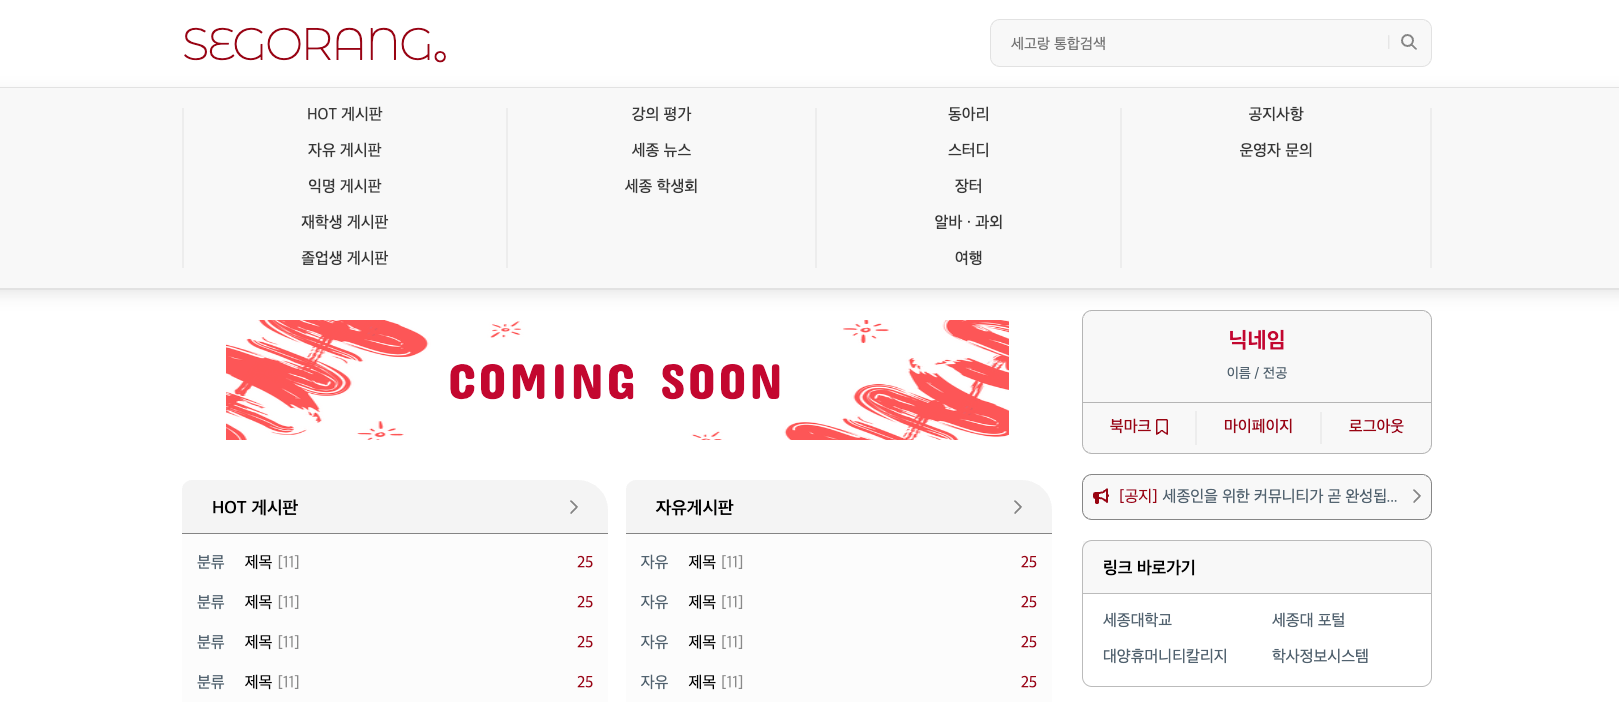 SEGORANG.
세고랑 통합검색
HOT 게시판
자유 게시판
익명 게시판
재학생 게시판
졸업생 게시판
강의 평가
세종 뉴스
세종 학생회
동아리
스터디
장터
알바 · 과외
여행
공지사항
운영자 문의
COMING SOON
닉네임
이름 / 전공
북마크
마이페이지
로그아웃
[공지] 세종인을 위한 커뮤니티가 곧 완성됩...
링크 바로가기
세종대학교
세종대 포털
대양휴머니티칼리지
학사정보시스템
HOT 게시판
분류 제목 [11] 25
분류 제목 [11] 25
분류 제목 [11] 25
분류 제목 [11] 25
자유게시판
자유 제목 [11] 25
자유 제목 [11] 25
자유 제목 [11] 25
자유 제목 [11] 25